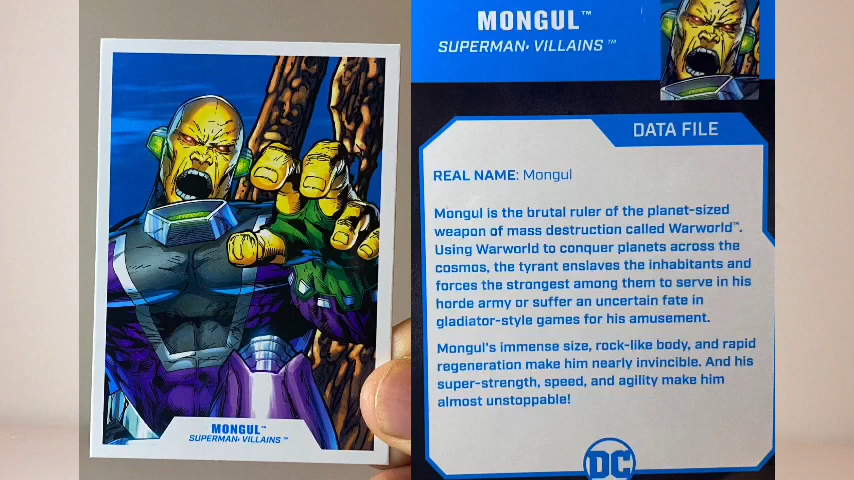 MONGUL™
SUPERMAN: VILLAINS™
MONGUL™
SUPERMAN: VILLAINS™
DATA FILE
REAL NAME: Mongul
Mongul is the brutal ruler of the planet-sized
weapon of mass destruction called Warworld™.
Using Warworld to conquer planets across the
cosmos, the tyrant enslaves the inhabitants and
forces the strongest among them to serve in his
horde army or suffer an uncertain fate in
gladiator-style games for his amusement.
Mongul's immense size, rock-like body, and rapid
regeneration make him nearly invincible. And his
super-strength, speed, and agility make him
almost unstoppable!
DC